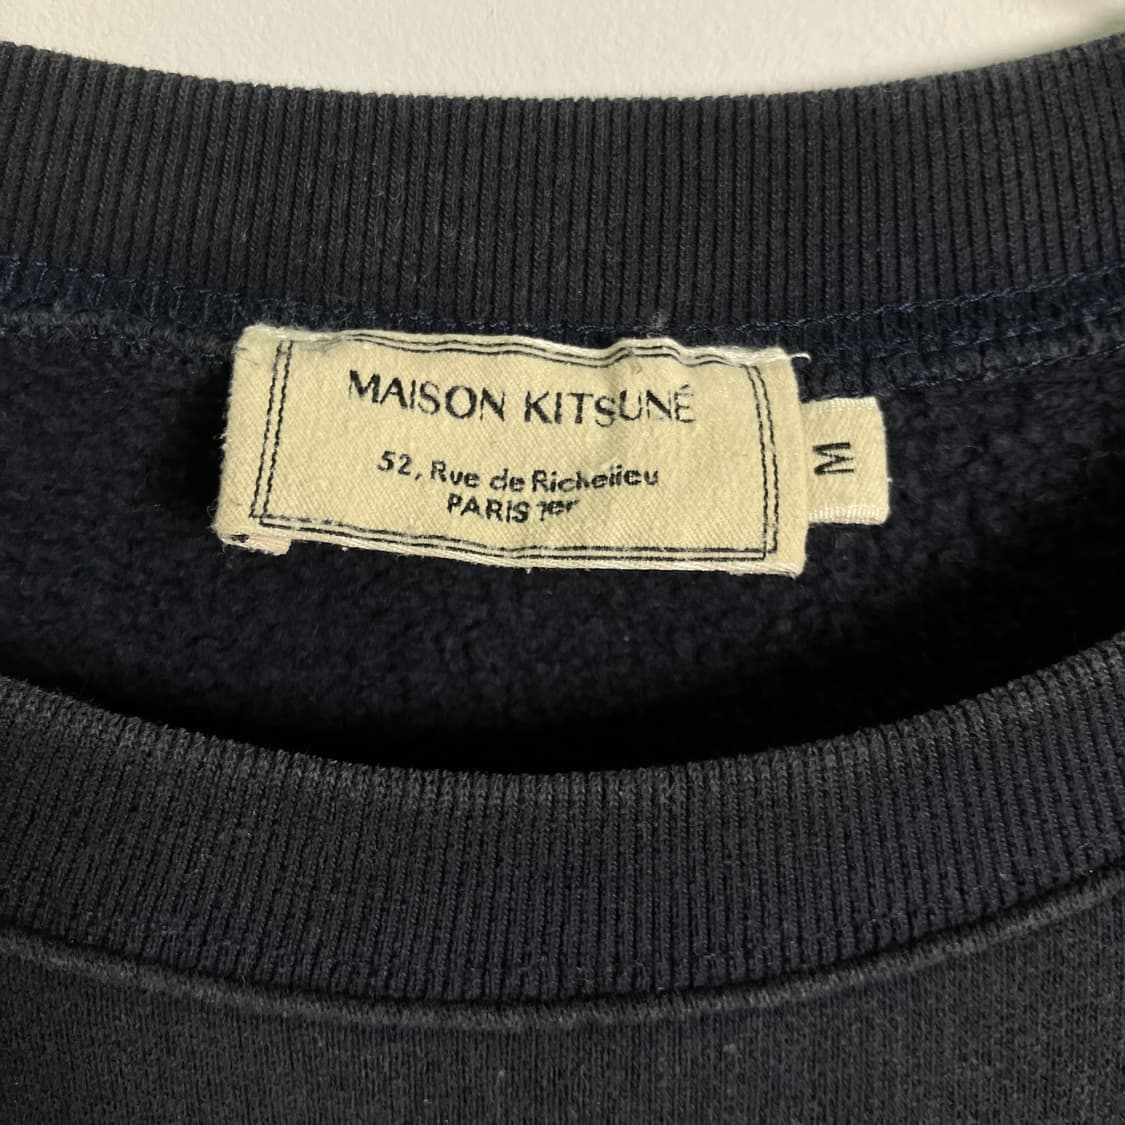 MAISON KITSUNÉ
52, Rue de Richelieu
PARIS 1er
M